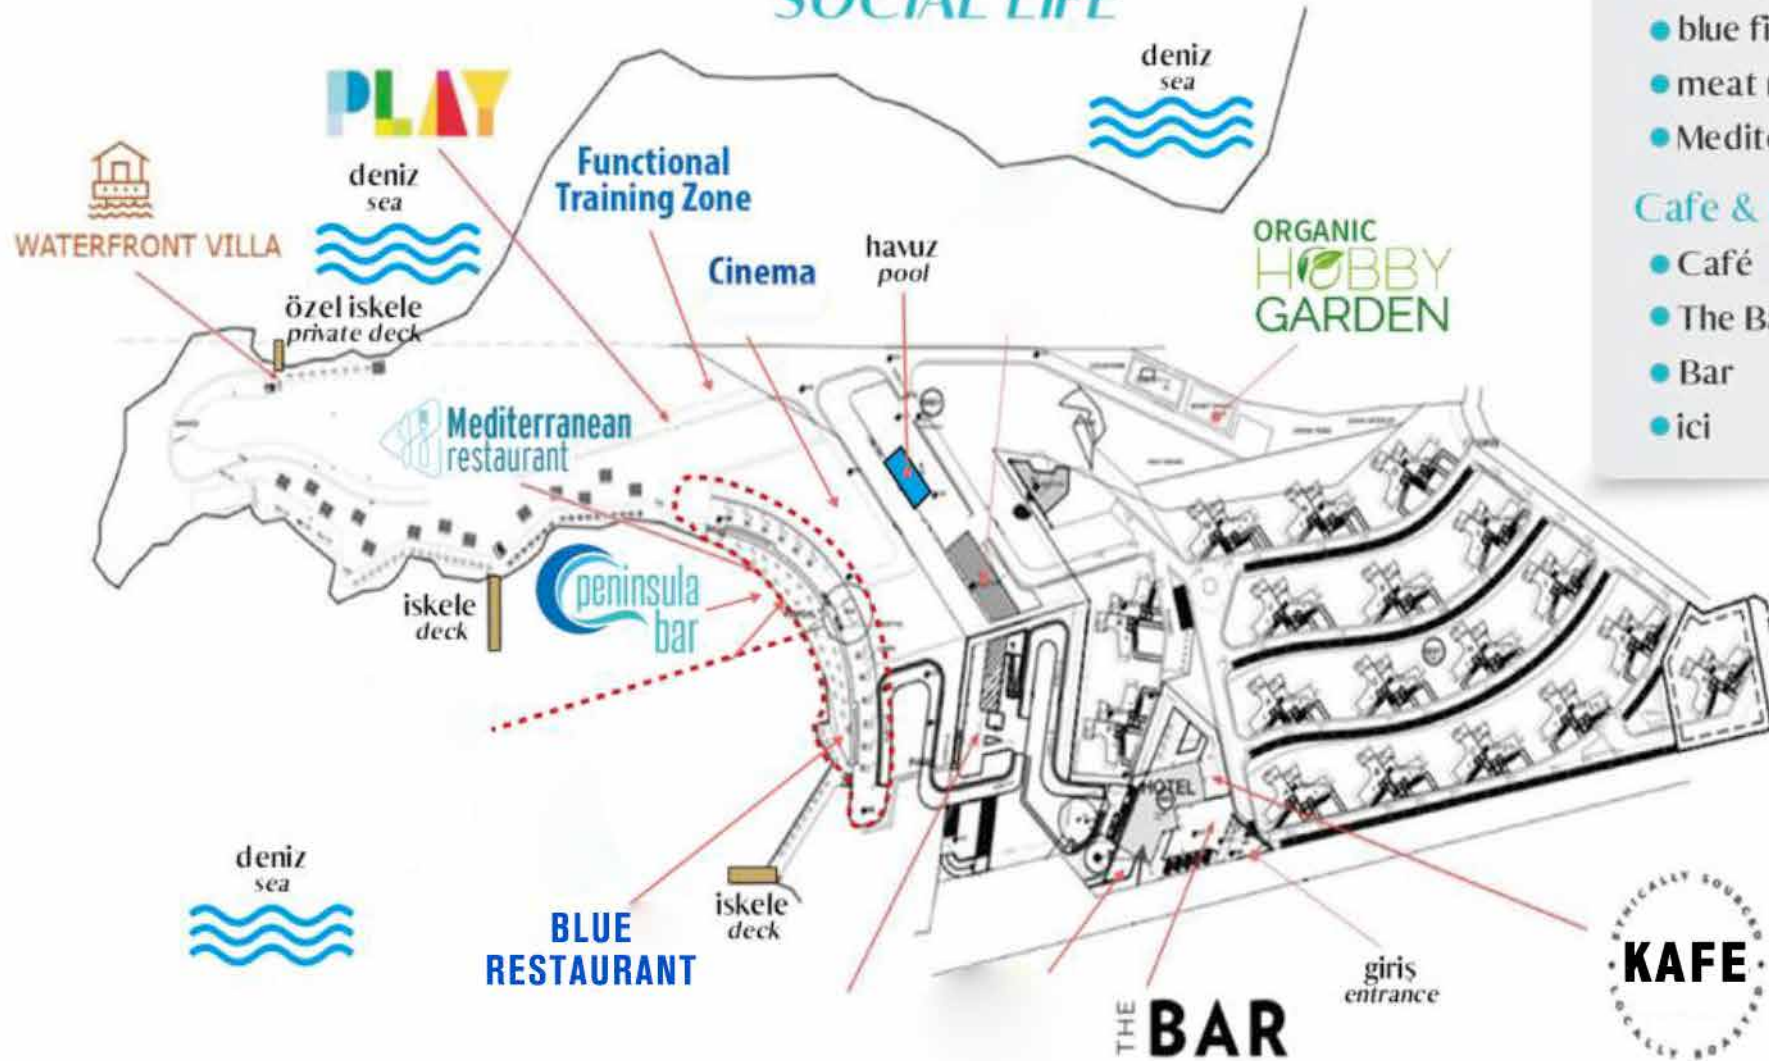 SOCIAL LIFE
deniz
sea
PLAY
deniz
sea
Functional
Training Zone
WATERFRONT VILLA
Cinema
havuz
pool
ORGANIC
HOBBY
GARDEN
özel iskele
private deck
Mediterranean
restaurant
iskele
deck
peninsula
bar
HOTEL
deniz
sea
BLUE
RESTAURANT
iskele
deck
giriş
entrance
THE BAR
ETHICALLY SOURCED
KAFE
LOCALLY ROASTED
blue
meat
Cafe &
Café
The
Bar
ici